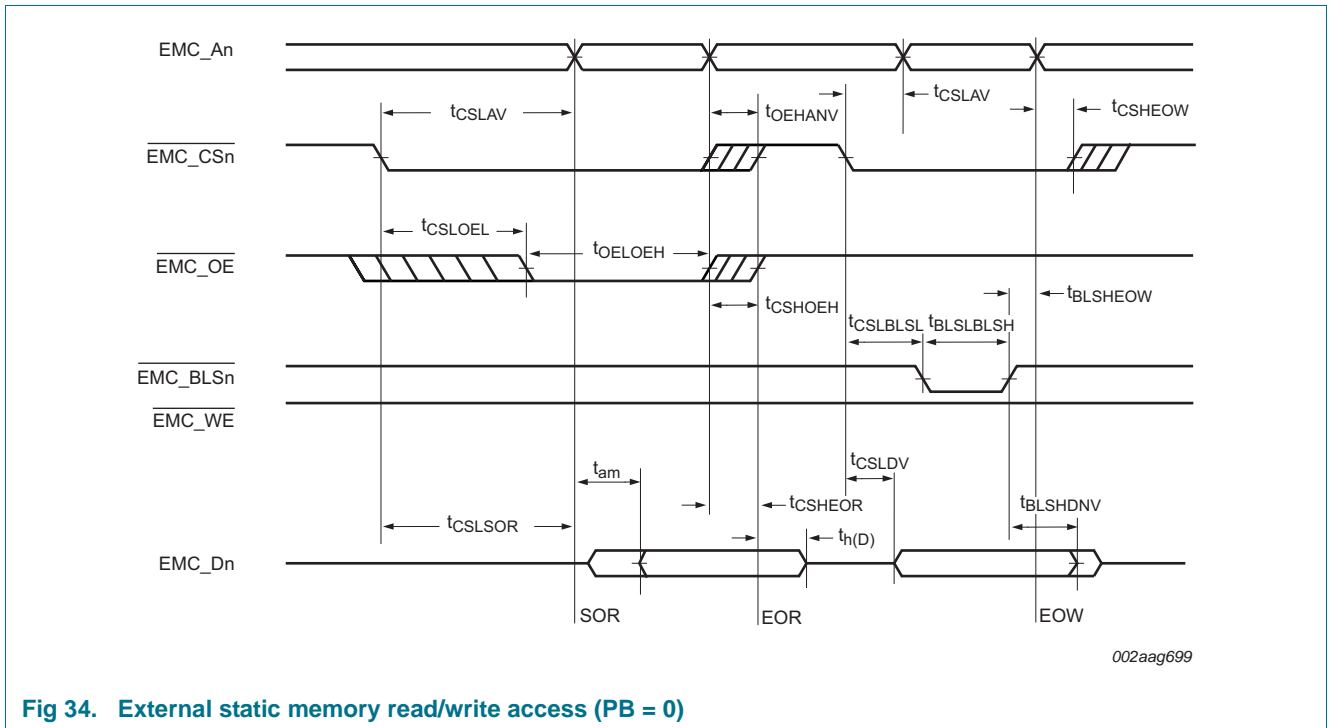 EMC_An
tCSLAV
tOEHANV
tCSLAV
tCSHEOW
EMC_CSn
tCSLOEL
tOELOEH
EMC_OE
tCSHOEH
tBLSHEOW
tCSLBLSL
tBLSLBLSH
EMC_BLSn
EMC_WE
tam
tCSLDV
tCSLSOR
tCSHEOR
tBLSHDNV
th(D)
EMC_Dn
SOR
EOR
EOW
002aag699
Fig 34. External static memory read/write access (PB = 0)